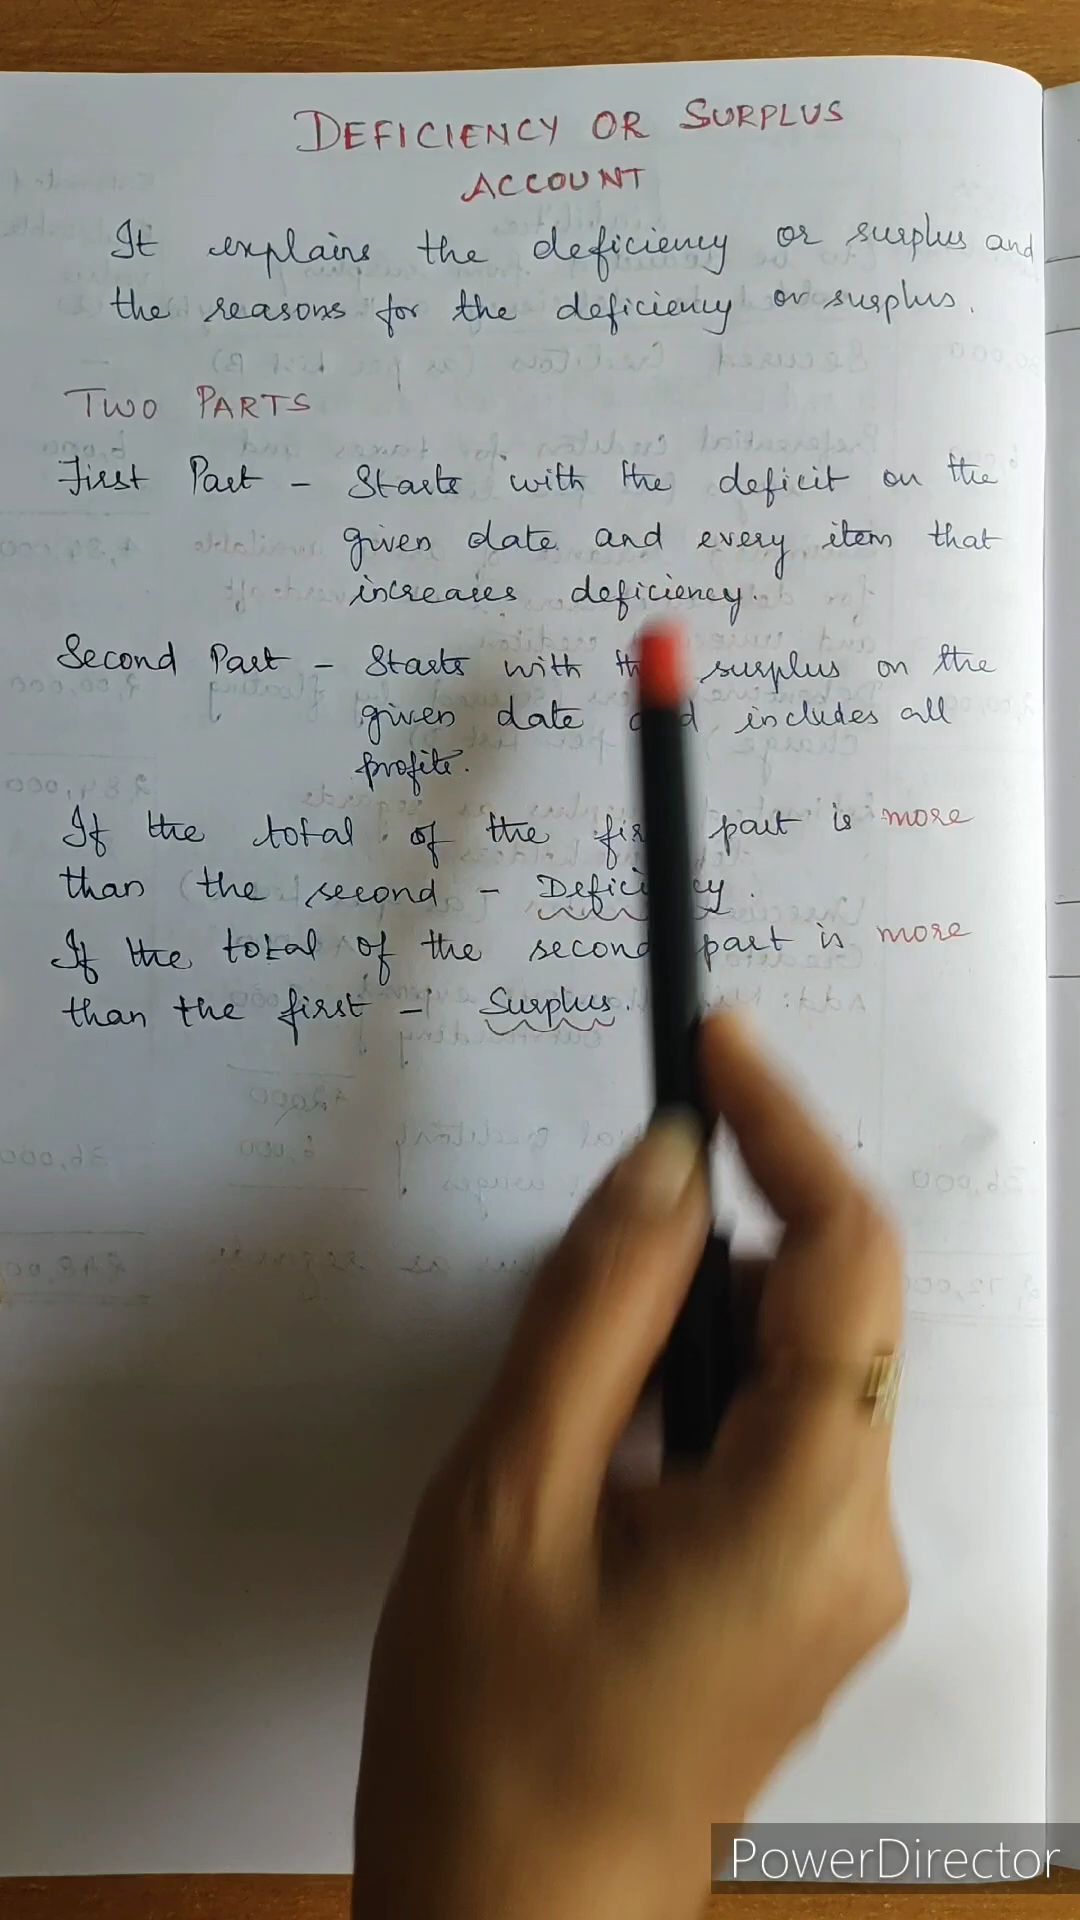 DEFICIENCY OR SURPLUS
ACCOUNT
It explains the deficiency or surplus and
the reasons for the deficiency or surplus.
TWO PARTS
First Part - Starts with the deficit on the
given date and every item that
increases deficiency.
Second Part - Starts with surplus on the
given date includes all
profits.
If the total of the part is more
than the second -
If the total of the second part is more
than the first - Surplus.
PowerDirector